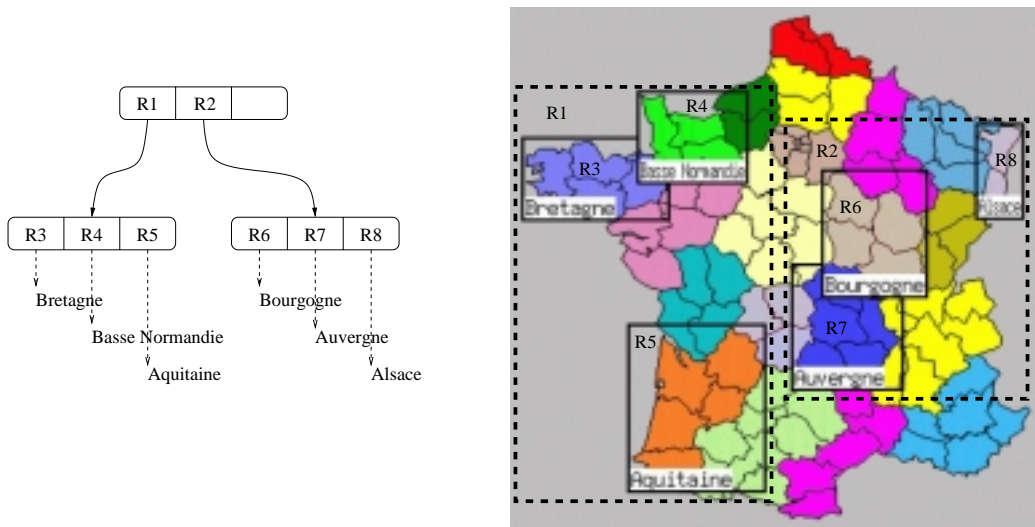 R1 R2
R3 R4 R5
R6 R7 R8
Bretagne
Bourgogne
Basse Normandie
Auvergne
Aquitaine
Alsace
R1
R4
R2
R8
R3
Basse Normandie
Bretagne
Alsace
R6
Bourgogne
R7
R5
Auvergne
Aquitaine